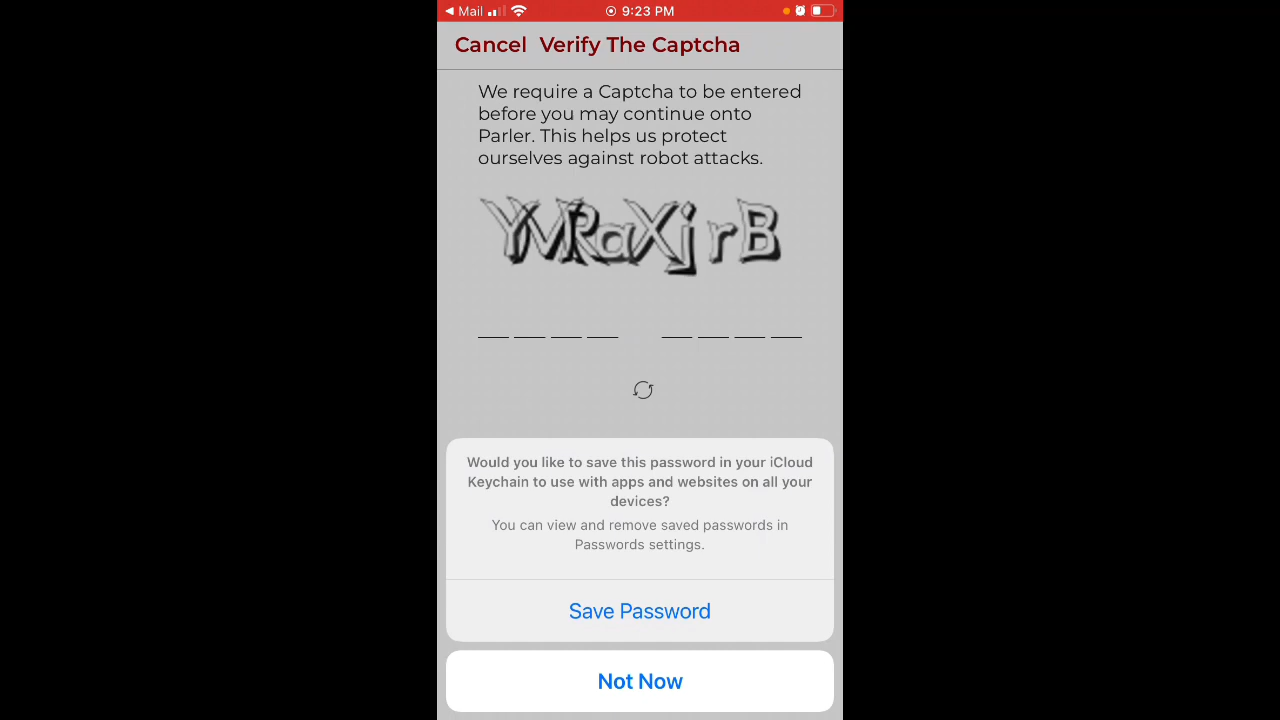 Mail
9:23 PM
Cancel Verify The Captcha
We require a Captcha to be entered
before you may continue onto
Parler. This helps us protect
ourselves against robot attacks.
Would you like to save this password in your iCloud
Keychain to use with apps and websites on all your
devices?
You can view and remove saved passwords in
Passwords settings.
Save Password
Not Now